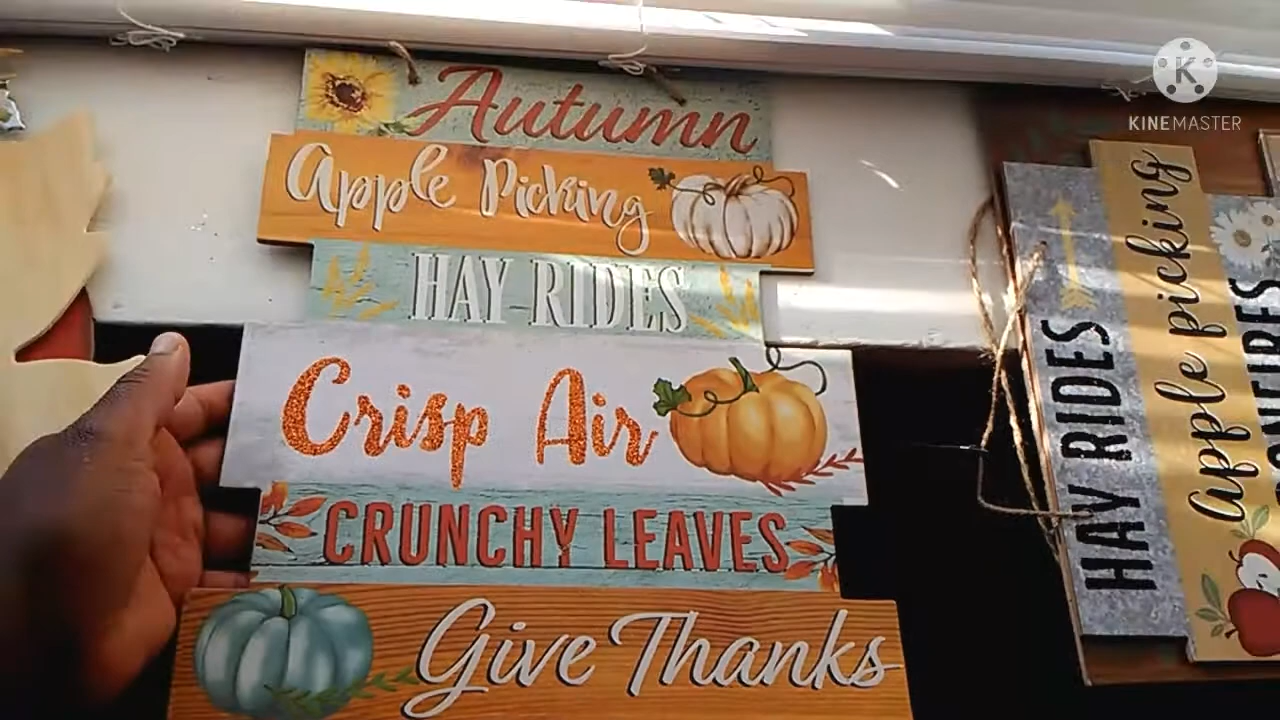 Autumn
Apple Picking
HAY RIDES
Crisp Air
CRUNCHY LEAVES
Give Thanks
K
KINEMASTER
HAY RIDES
apple picking